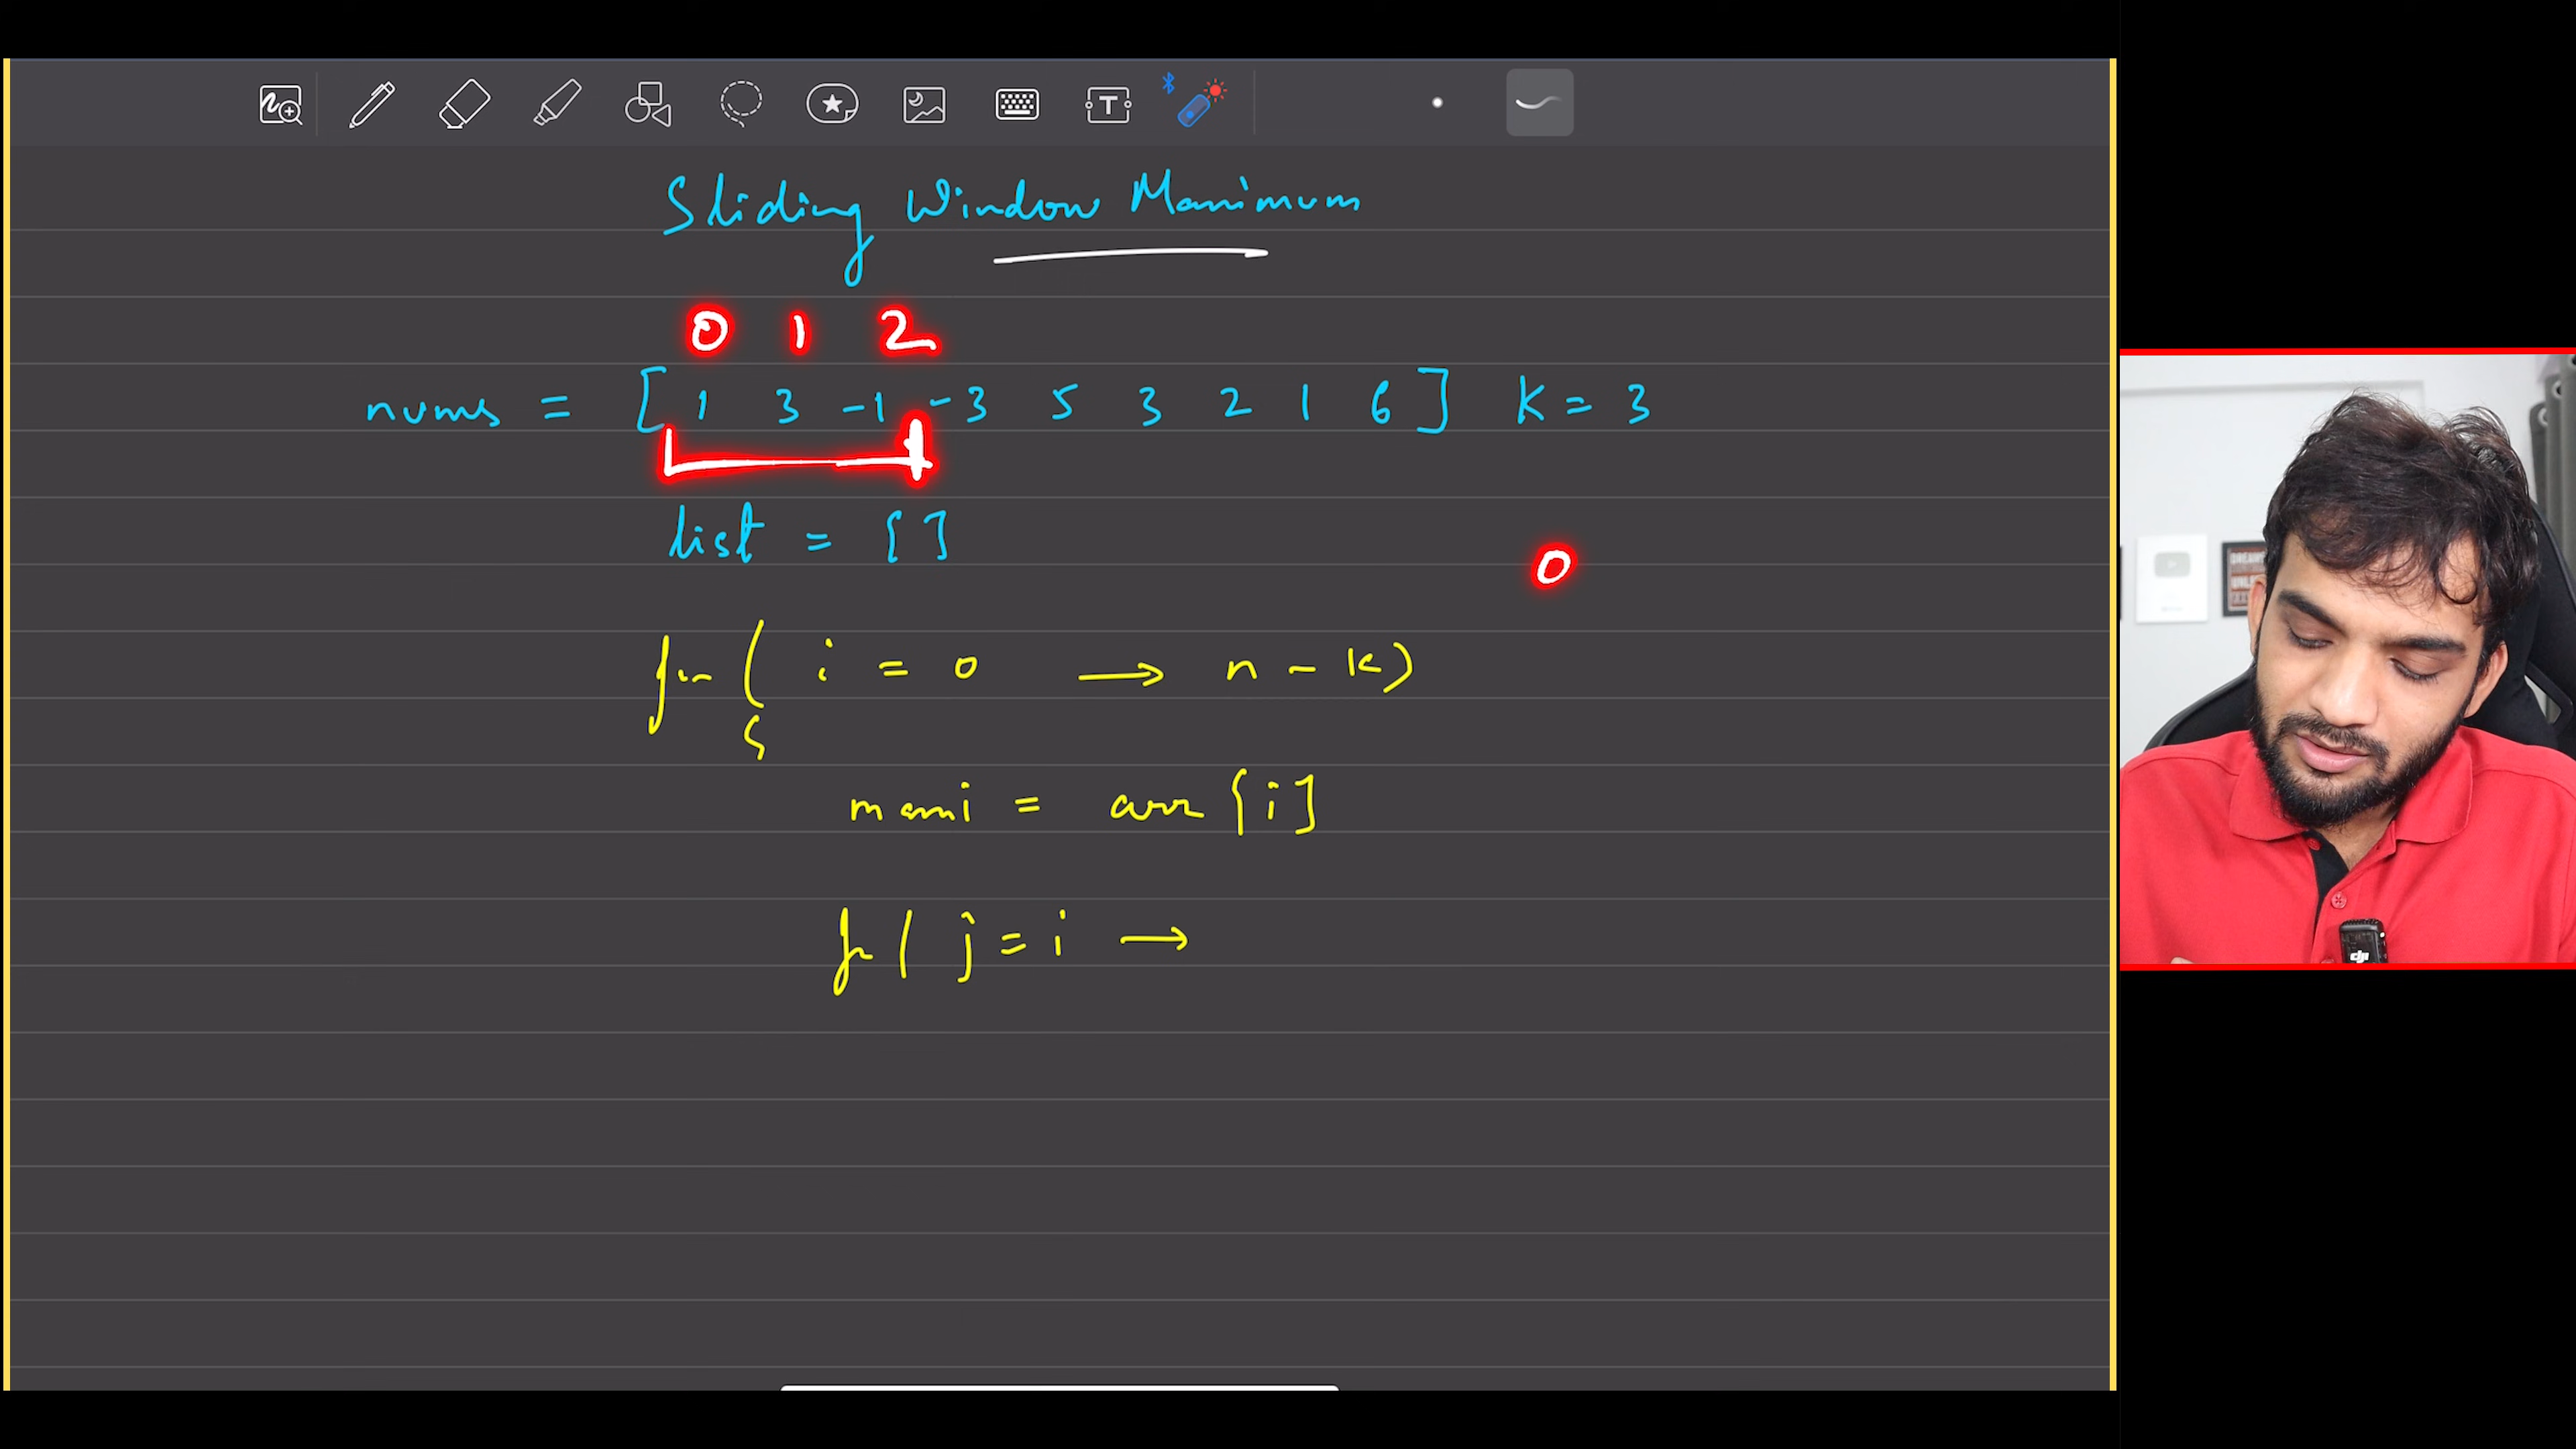 Sliding Window Maximum
0 1 2
nums = [ 1 3 -1 -3 5 3 2 1 6 ] K = 3
list = [ ]
0
for ( i = 0 → n - k )
{
maxi = arr [ i ]
for ( j = i →
dji